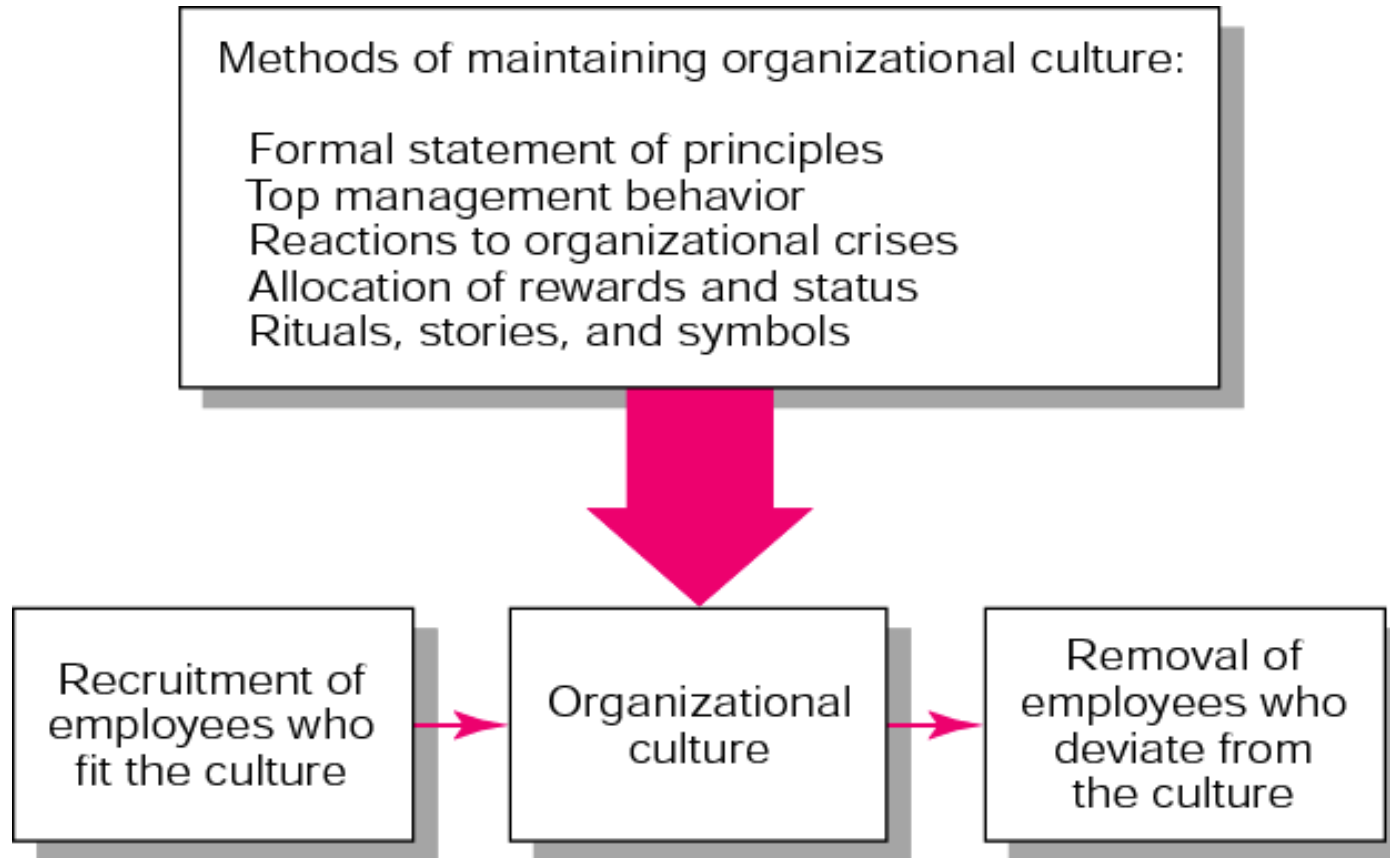 Methods of maintaining organizational culture:
Formal statement of principles
Top management behavior
Reactions to organizational crises
Allocation of rewards and status
Rituals, stories, and symbols
Recruitment of
employees who
fit the culture
Organizational
culture
Removal of
employees who
deviate from
the culture